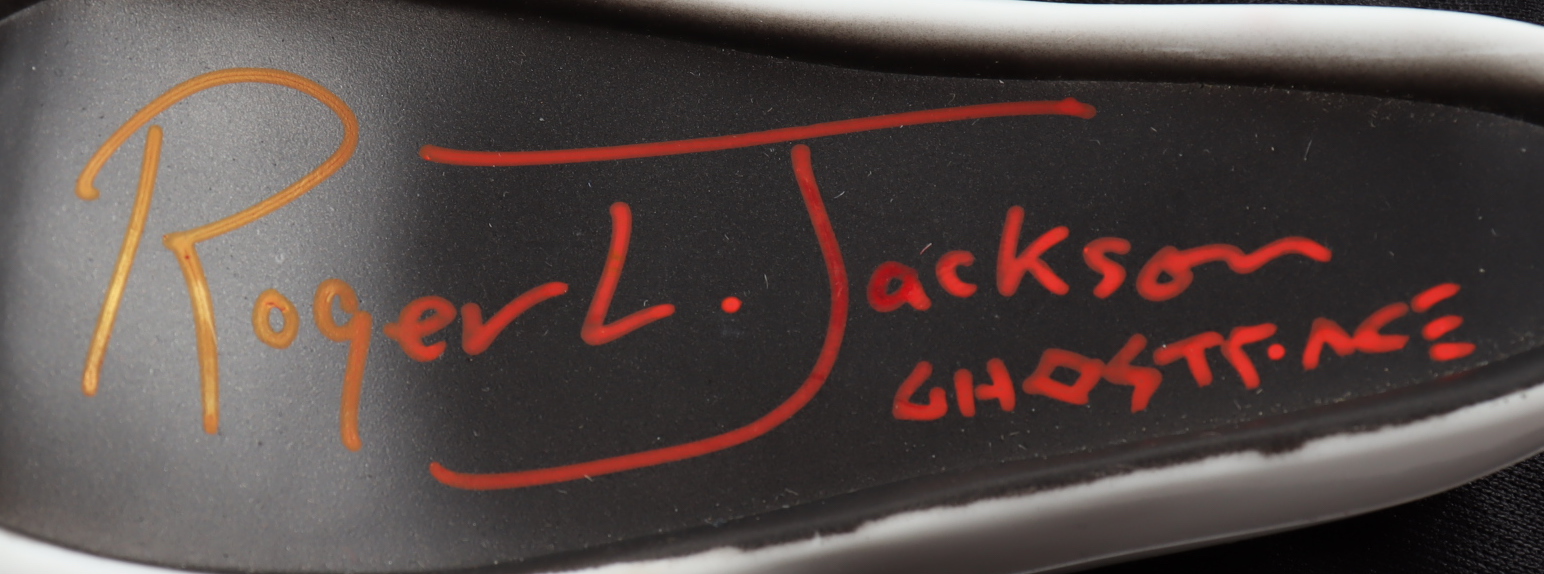 Roger L. Jackson
GHOSTFACE